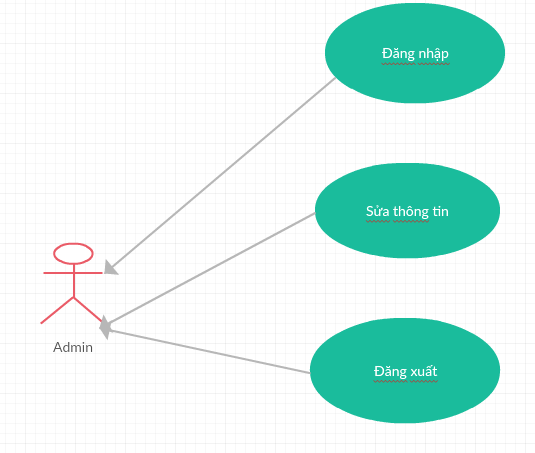 Đăng nhập
Sửa thông tin
Admin
Đăng xuất